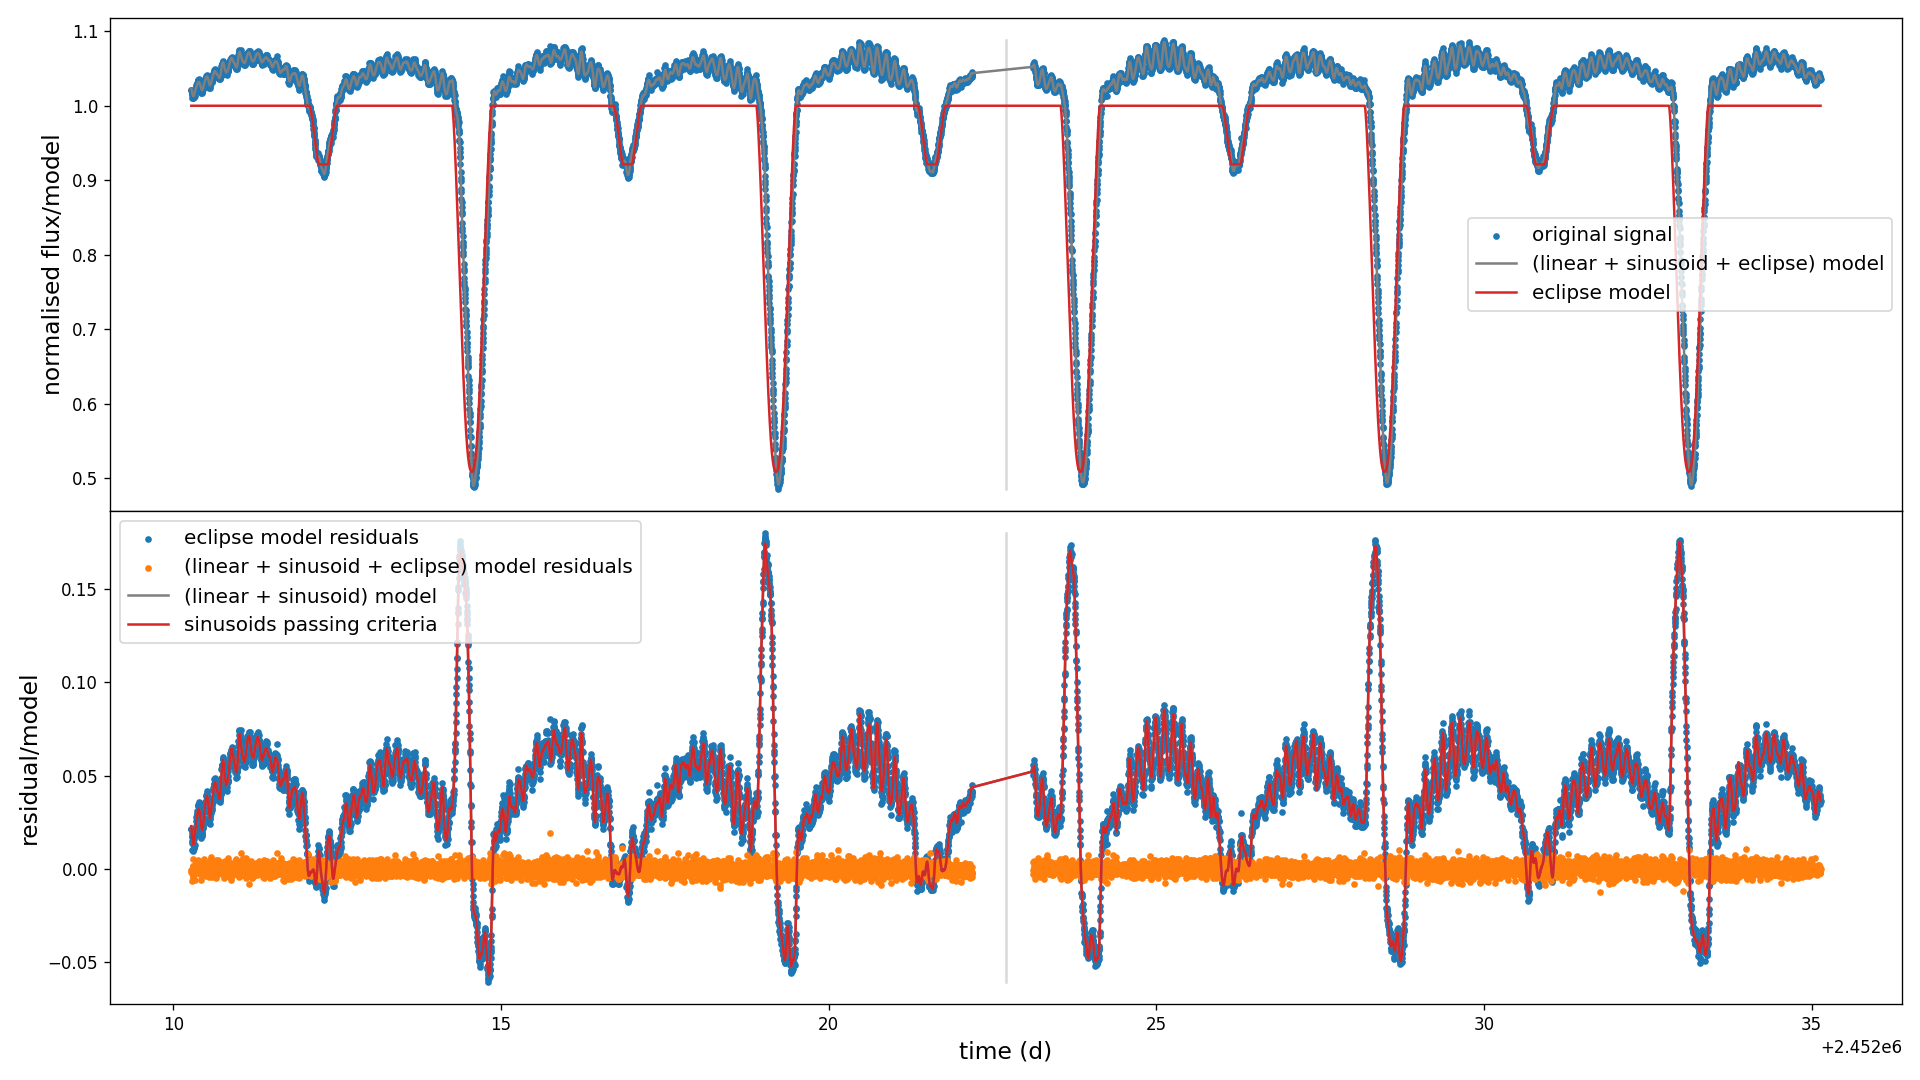 1.1
1.0
0.9
0.8
0.7
0.6
0.5
normalised flux/model
original signal
(linear + sinusoid + eclipse) model
eclipse model
eclipse model residuals
(linear + sinusoid + eclipse) model residuals
(linear + sinusoid) model
sinusoids passing criteria
0.15
0.10
0.05
0.00
−0.05
residual/model
10
15
20
25
30
35
time (d)
+2.452e6